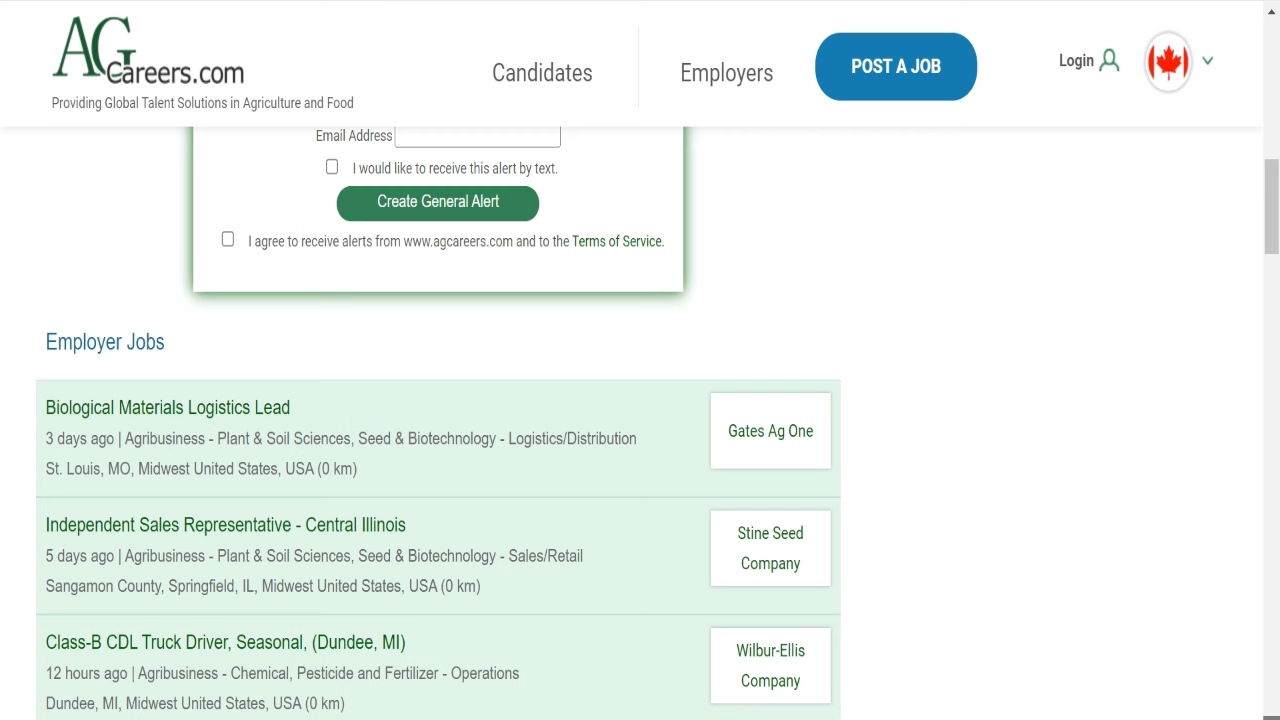 AGCareers.com
Providing Global Talent Solutions in Agriculture and Food
Candidates
Employers
POST A JOB
Login
Email Address
I would like to receive this alert by text.
Create General Alert
I agree to receive alerts from www.agcareers.com and to the Terms of Service.
Employer Jobs
Biological Materials Logistics Lead
3 days ago | Agribusiness - Plant & Soil Sciences, Seed & Biotechnology - Logistics/Distribution
St. Louis, MO, Midwest United States, USA (0 km)
Gates Ag One
Independent Sales Representative - Central Illinois
5 days ago | Agribusiness - Plant & Soil Sciences, Seed & Biotechnology - Sales/Retail
Sangamon County, Springfield, IL, Midwest United States, USA (0 km)
Stine Seed
Company
Class-B CDL Truck Driver, Seasonal, (Dundee, MI)
12 hours ago | Agribusiness - Chemical, Pesticide and Fertilizer - Operations
Dundee, MI, Midwest United States, USA (0 km)
Wilbur-Ellis
Company